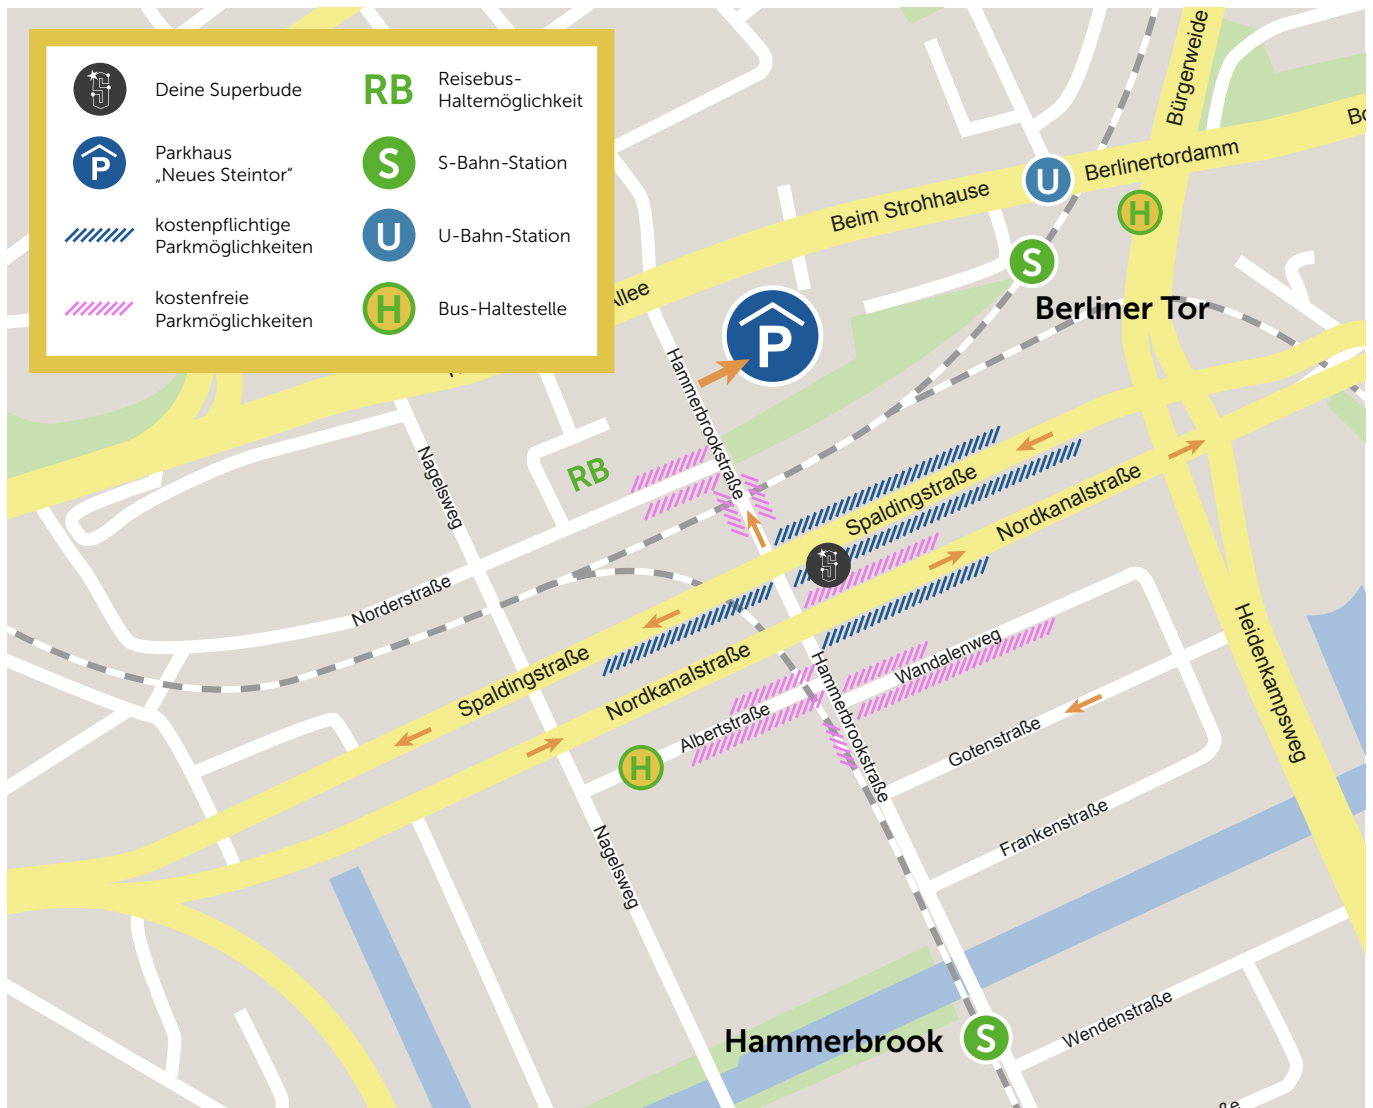 Deine Superbude
P
Parkhaus
„Neues Steintor“
kostenpflichtige
Parkmöglichkeiten
kostenfreie
Parkmöglichkeiten
RB
Reisebus-
Haltemöglichkeit
S
S-Bahn-Station
U
U-Bahn-Station
H
Bus-Haltestelle
Bürgerweide
Berlinertordamm
Beim Strohhause
U
H
S
Berliner Tor
P
Hammerbrookstraße
RB
Nagelsweg
Norderstraße
Spaldingstraße
Nordkanalstraße
S
Spaldingstraße
Nordkanalstraße
Wandalenweg
Albertstraße
H
Hammerbrookstraße
Gotenstraße
Heidenkampsweg
Frankenstraße
Nagelsweg
Hammerbrook
S
Wendenstraße